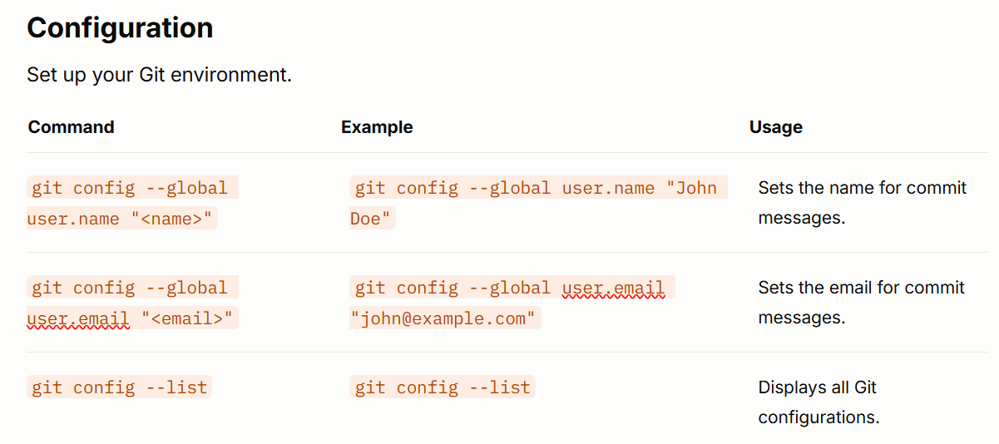 Configuration
Set up your Git environment.
Command Example Usage
git config --global git config --global user.name "John Sets the name for commit
user.name "<name>" Doe" messages.
git config --global git config --global user.email Sets the email for commit
user.email "<email>" "john@example.com" messages.
git config --list git config --list Displays all Git
configurations.